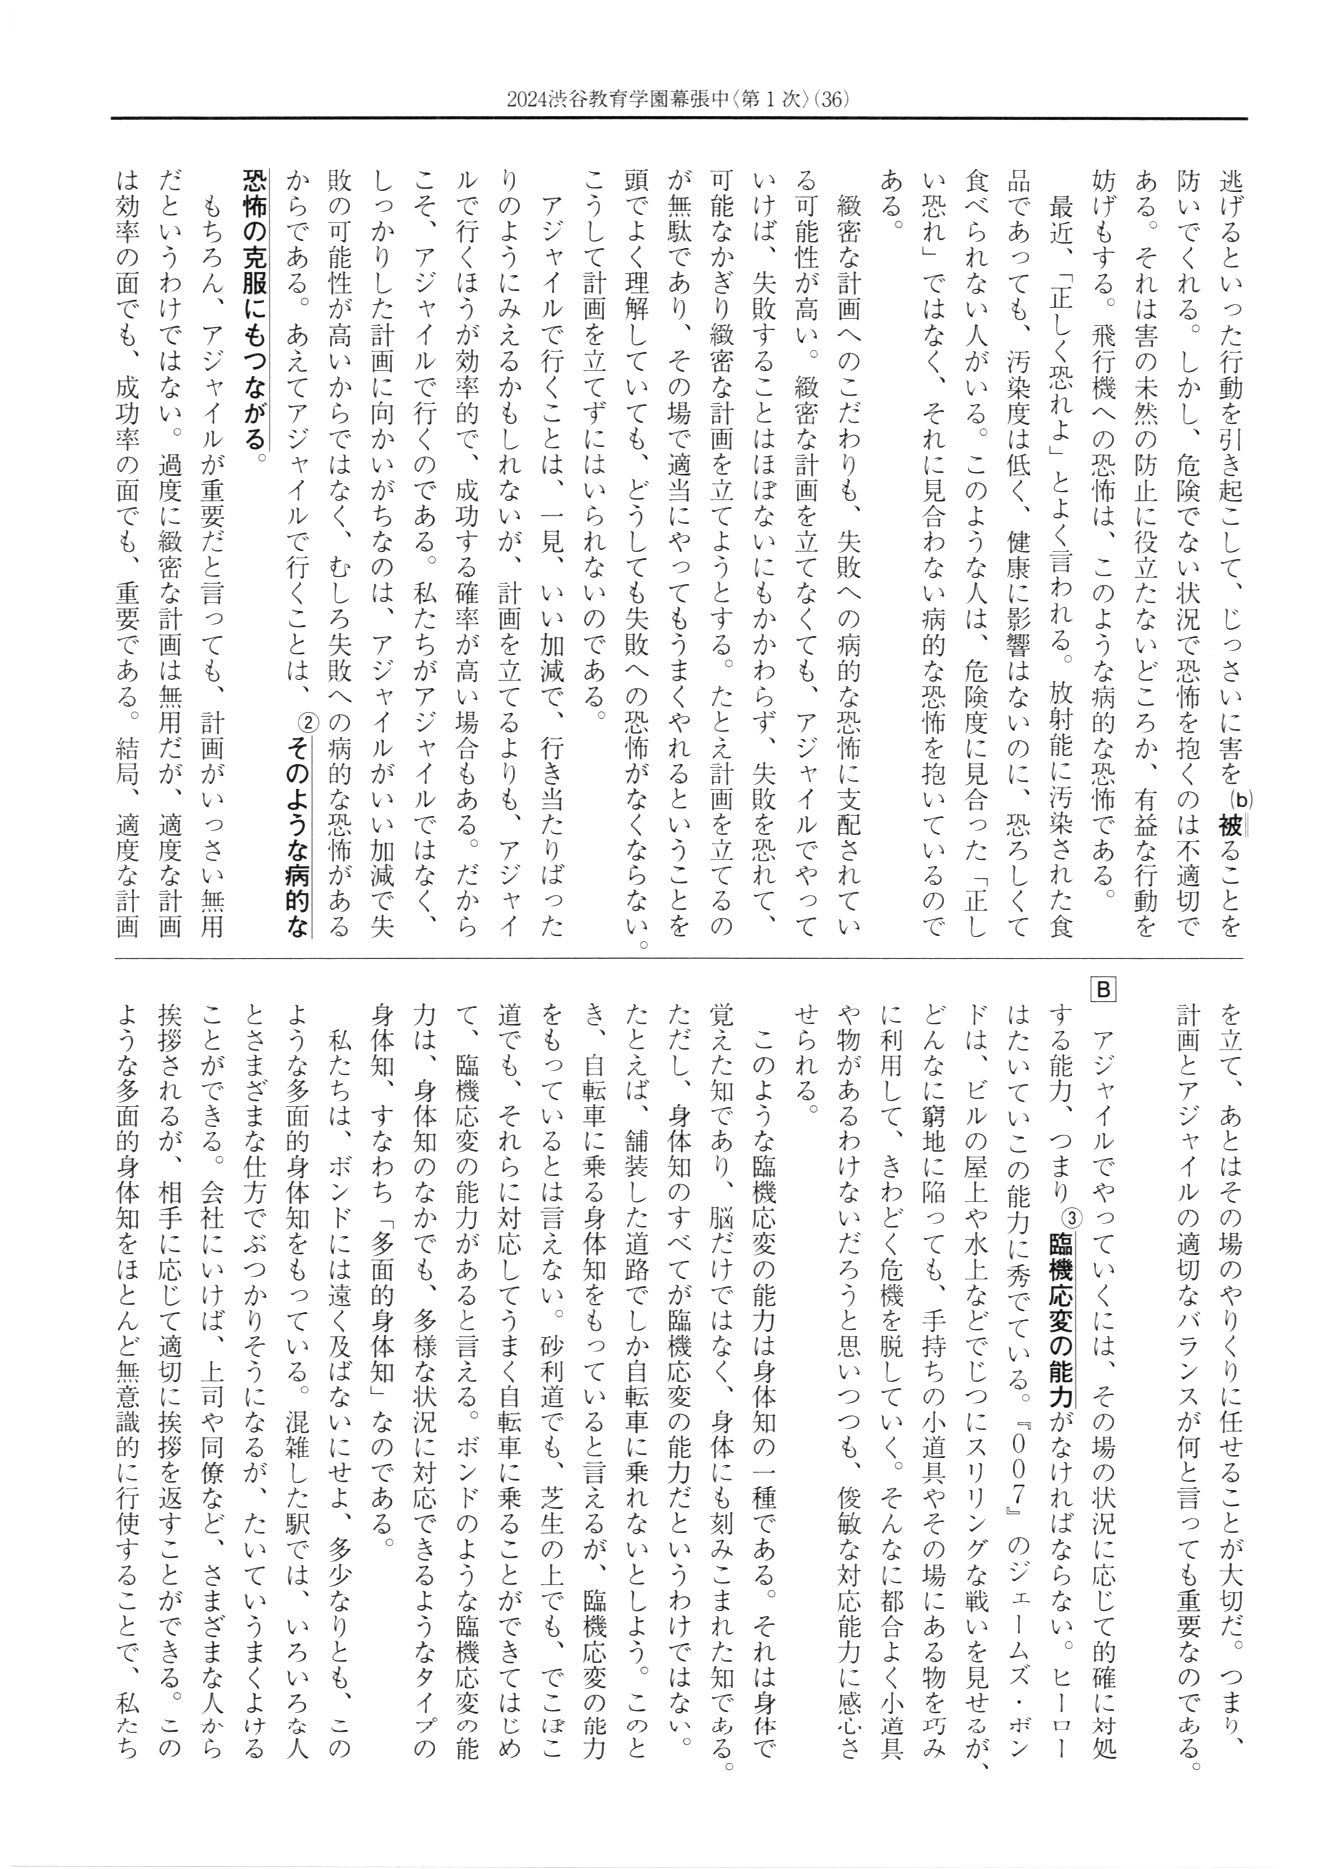 2024渋谷教育学園幕張中〈第1次〉(36)
逃げるといった行動を引き起こして、じっさいに害を(b)被ることを
防いでくれる。しかし、危険でない状況で恐怖を抱くのは不適切で
ある。それは害の未然の防止に役立たないどころか、有益な行動を
妨げもする。飛行機への恐怖は、このような病的な恐怖である。
最近、「正しく恐れよ」とよく言われる。放射能に汚染された食
品であっても、汚染度は低く、健康に影響はないのに、恐ろしくて
食べられない人がいる。このような人は、危険度に見合った「正し
い恐れ」ではなく、それに見合わない病的な恐怖を抱いているので
ある。
緻密な計画へのこだわりも、失敗への病的な恐怖に支配されてい
る可能性が高い。緻密な計画を立てなくても、アジャイルでやって
いけば、失敗することはほぼないにもかかわらず、失敗を恐れて、
可能なかぎり緻密な計画を立てようとする。たとえ計画を立てるの
が無駄であり、その場で適当にやってもうまくやれるということを
頭でよく理解していても、どうしても失敗への恐怖がなくならない。
こうして計画を立てずにはいられないのである。
アジャイルで行くことは、一見、いい加減で、行き当たりばった
りのようにみえるかもしれないが、計画を立てるよりも、アジャイ
ルで行くほうが効率的で、成功する確率が高い場合もある。だから
こそ、アジャイルで行くのである。私たちがアジャイルではなく、
しっかりした計画に向かいがちなのは、アジャイルがいい加減で失
敗の可能性が高いからではなく、むしろ失敗への病的な恐怖がある
からである。あえてアジャイルで行くことは、②そのような病的な
恐怖の克服にもつながる。
もちろん、アジャイルが重要だと言っても、計画がいっさい無用
だというわけではない。過度に緻密な計画は無用だが、適度な計画
は効率の面でも、成功率の面でも、重要である。結局、適度な計画
を立て、あとはその場のやりくりに任せることが大切だ。つまり、
計画とアジャイルの適切なバランスが何と言っても重要なのである。
B
アジャイルでやっていくには、その場の状況に応じて的確に対処
する能力、つまり③臨機応変の能力がなければならない。ヒーロー
はたいていこの能力に秀でている。『００７』のジェームズ・ボン
ドは、ビルの屋上や水上などでじつにスリリングな戦いを見せるが、
どんなに窮地に陥っても、手持ちの小道具やその場にある物を巧み
に利用して、きわどく危機を脱していく。そんなに都合よく小道具
や物があるわけないだろうと思いつつも、俊敏な対応能力に感心さ
せられる。
このような臨機応変の能力は身体知の一種である。それは身体で
覚えた知であり、脳だけではなく、身体にも刻みこまれた知である。
ただし、身体知のすべてが臨機応変の能力だというわけではない。
たとえば、舗装した道路でしか自転車に乗れないとしよう。このと
き、自転車に乗る身体知をもっていると言えるが、臨機応変の能力
をもっているとは言えない。砂利道でも、芝生の上でも、でこぼこ
道でも、それらに対応してうまく自転車に乗ることができてはじめ
て、臨機応変の能力があると言える。ボンドのような臨機応変の能
力は、身体知のなかでも、多様な状況に対応できるようなタイプの
身体知、すなわち「多面的身体知」なのである。
私たちは、ボンドには遠く及ばないにせよ、多少なりとも、この
ような多面的身体知をもっている。混雑した駅では、いろいろな人
とさまざまな仕方でぶつかりそうになるが、たいていうまくよける
ことができる。会社にいけば、上司や同僚など、さまざまな人から
挨拶されるが、相手に応じて適切に挨拶を返すことができる。この
ような多面的身体知をほとんど無意識的に行使することで、私たち